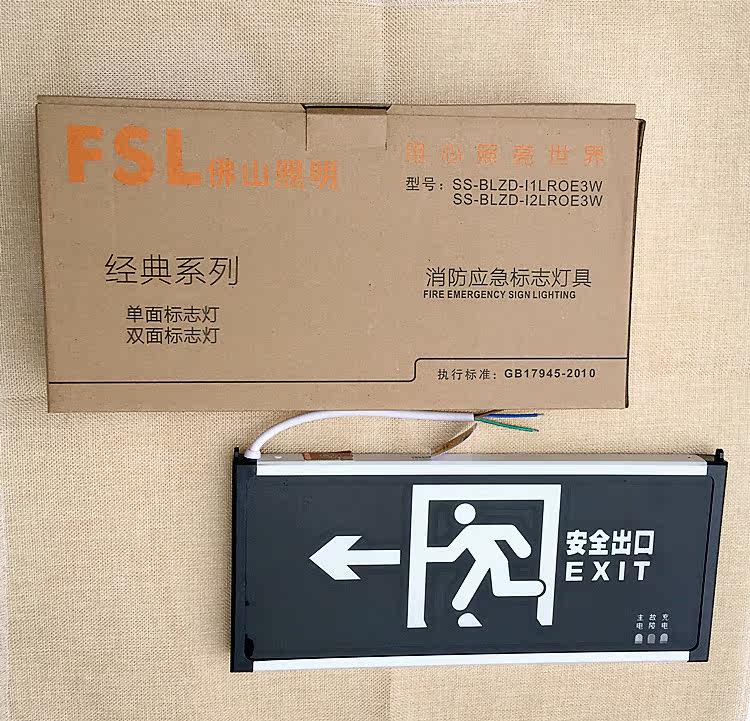 FSL佛山照明
用心照亮世界
型号：SS-BLZD-I1LROE3W
SS-BLZD-I2LROE3W
经典系列
单面标志灯
双面标志灯
消防应急标志灯具
FIRE EMERGENCY SIGN LIGHTING
执行标准：GB17945-2010
安全出口
EXIT
主电 故障 充电